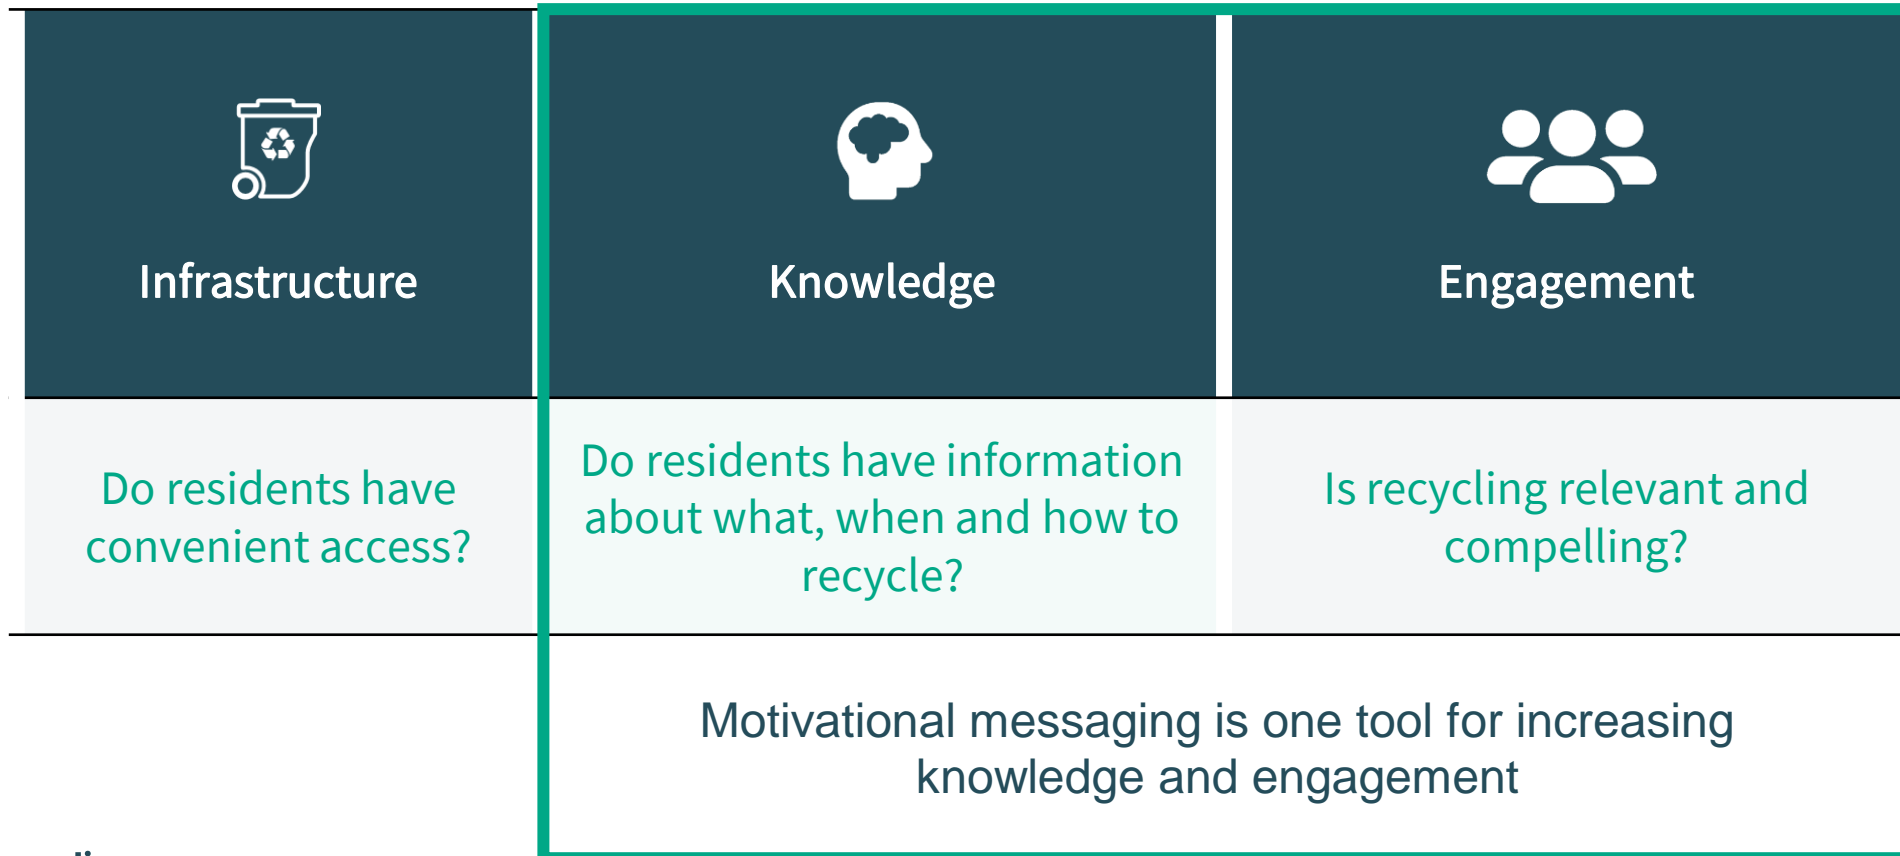 Infrastructure
Knowledge
Engagement
Do residents have
convenient access?
Do residents have information
about what, when and how to
recycle?
Is recycling relevant and
compelling?
Motivational messaging is one tool for increasing
knowledge and engagement